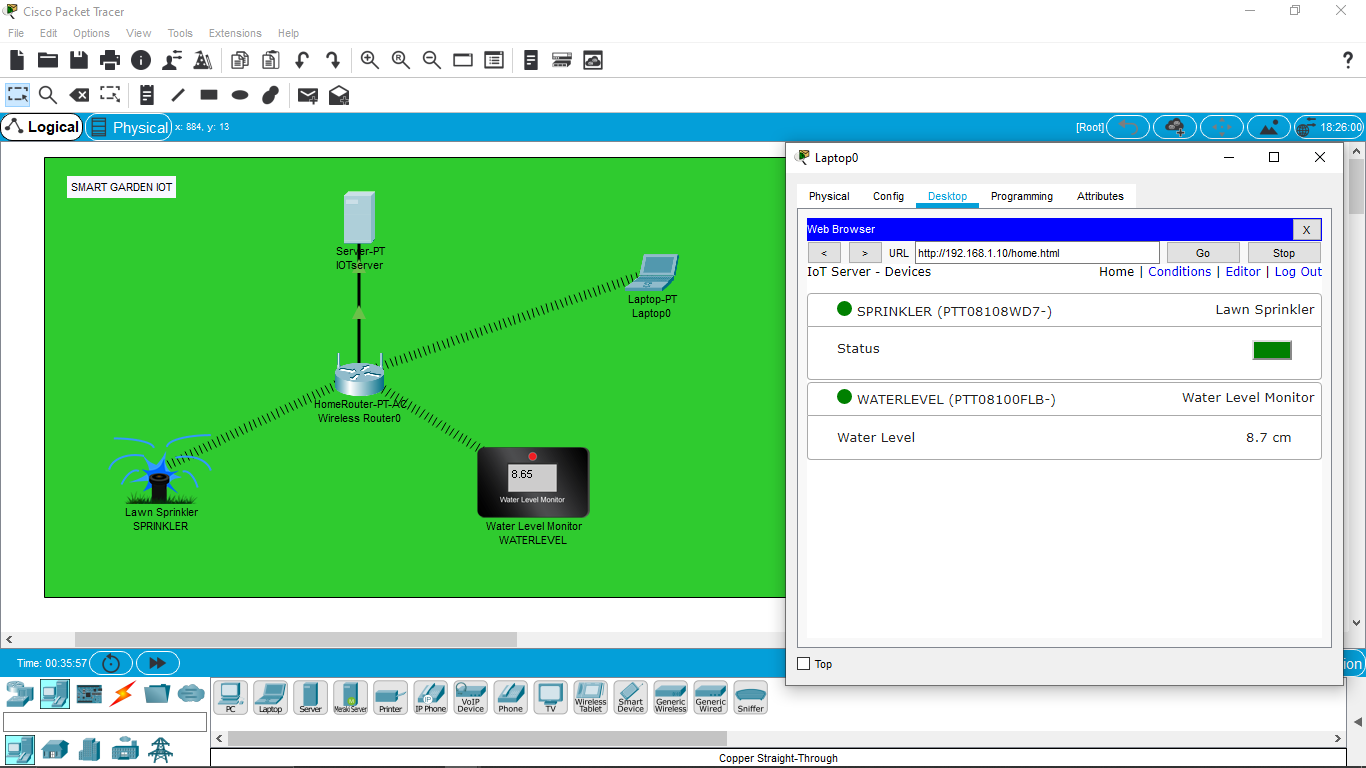 Cisco Packet Tracer
File Edit Options View Tools Extensions Help
?
Logical Physical x: 884, y: 13 [Root] 18:26:00
SMART GARDEN IOT
Server-PT
IOTserver
Laptop-PT
Laptop0
HomeRouter-PT-AC
Wireless Router0
8.65
Water Level Monitor
Lawn Sprinkler
SPRINKLER
Water Level Monitor
WATERLEVEL
Laptop0
Physical Config Desktop Programming Attributes
Web Browser X
< > URL http://192.168.1.10/home.html Go Stop
IoT Server - Devices Home | Conditions | Editor | Log Out
SPRINKLER (PTT08108WD7-) Lawn Sprinkler
Status
WATERLEVEL (PTT08100FLB-) Water Level Monitor
Water Level 8.7 cm
Top
Time: 00:35:57
ion
PC Laptop Server Meraki Server Printer IP Phone VoIP Device Phone TV Wireless Tablet Smart Device Generic Wireless Generic Wired Sniffer
Copper Straight-Through